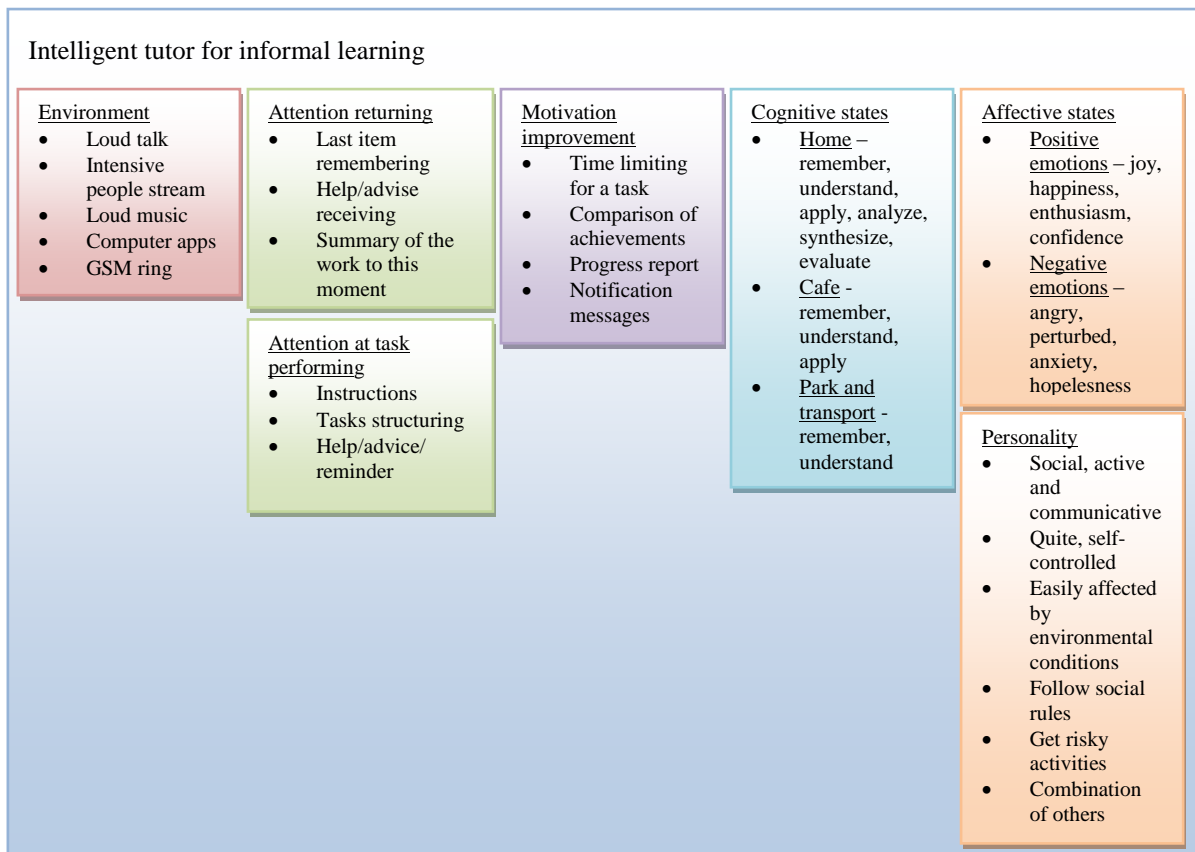 Intelligent tutor for informal learning
Environment
• Loud talk
• Intensive
people stream
• Loud music
• Computer apps
• GSM ring
Attention returning
• Last item
remembering
• Help/advise
receiving
• Summary of the
work to this
moment
Attention at task
performing
• Instructions
• Tasks structuring
• Help/advice/
reminder
Motivation
improvement
• Time limiting
for a task
• Comparison of
achievements
• Progress report
• Notification
messages
Cognitive states
• Home –
remember,
understand,
apply, analyze,
synthesize,
evaluate
• Cafe -
remember,
understand,
apply
• Park and
transport -
remember,
understand
Affective states
• Positive
emotions – joy,
happiness,
enthusiasm,
confidence
• Negative
emotions –
angry,
perturbed,
anxiety,
hopelesness
Personality
• Social, active
and
communicative
• Quite, self-
controlled
• Easily affected
by
environmental
conditions
• Follow social
rules
• Get risky
activities
• Combination
of others